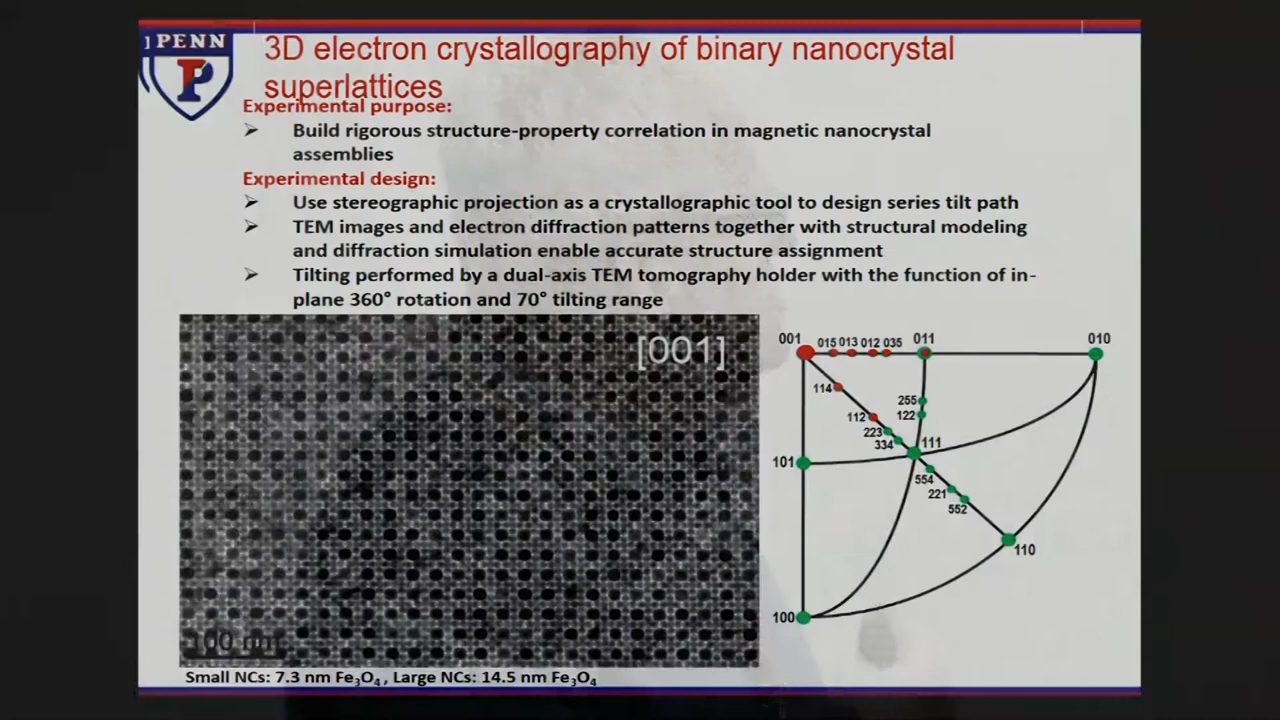 PENN
3D electron crystallography of binary nanocrystal
superlattices
Experimental purpose:
➢ Build rigorous structure-property correlation in magnetic nanocrystal
assemblies
Experimental design:
➢ Use stereographic projection as a crystallographic tool to design series tilt path
➢ TEM images and electron diffraction patterns together with structural modeling
and diffraction simulation enable accurate structure assignment
➢ Tilting performed by a dual-axis TEM tomography holder with the function of in-
plane 360° rotation and 70° tilting range
[001]
100 nm
Small NCs: 7.3 nm Fe₃O₄, Large NCs: 14.5 nm Fe₃O₄
001 015 013 012 035 011 010
114
112
255
122
223
334
111
101
554
221
552
110
100